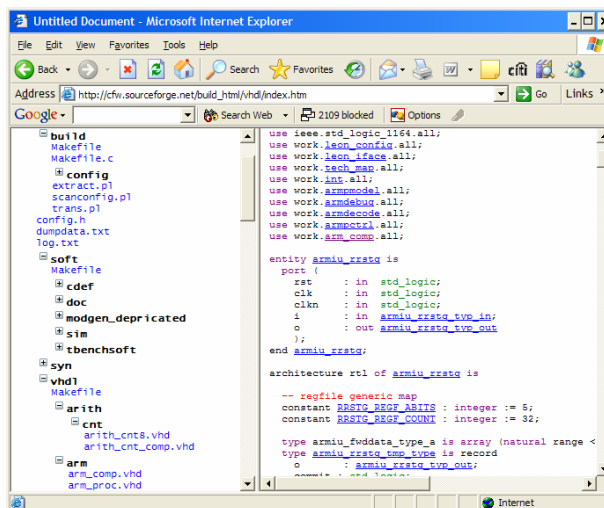 Untitled Document - Microsoft Internet Explorer
File Edit View Favorites Tools Help
Back Search Favorites citi
Address http://cfw.sourceforge.net/build_html/vhdl/index.htm Go Links »
Google Search Web 2109 blocked Options
build
Makefile
Makefile.c
config
extract.pl
scanconfig.pl
trans.pl
config.h
dumpdata.txt
log.txt
soft
Makefile
cdef
doc
modgen_depricated
sim
tbenchsoft
syn
vhdl
Makefile
arith
cnt
arith_cnt8.vhd
arith_cnt_comp.vhd
arm
arm_comp.vhd
arm_proc.vhd
use ieee.std_logic_1164.all;
use work.leon_config.all;
use work.leon_iface.all;
use work.tech_map.all;
use work.int.all;
use work.armpmodel.all;
use work.armdebug.all;
use work.armdecode.all;
use work.armpctrl.all;
use work.arm_comp.all;
entity armiu_rrstg is
port (
rst : in std_logic;
clk : in std_logic;
clkn : in std_logic;
i : in armiu_rrstg_typ_in;
o : out armiu_rrstg_typ_out
);
end armiu_rrstg;
architecture rtl of armiu_rrstg is
-- regfile generic map
constant RRSTG_REGF_ABITS : integer := 5;
constant RRSTG_REGF_COUNT : integer := 32;
type armiu_fwddata_type_a is array (natural range <
type armiu_rrstg_tmp_type is record
o : armiu_rrstg_typ_out;
commit : std_logic;
Internet